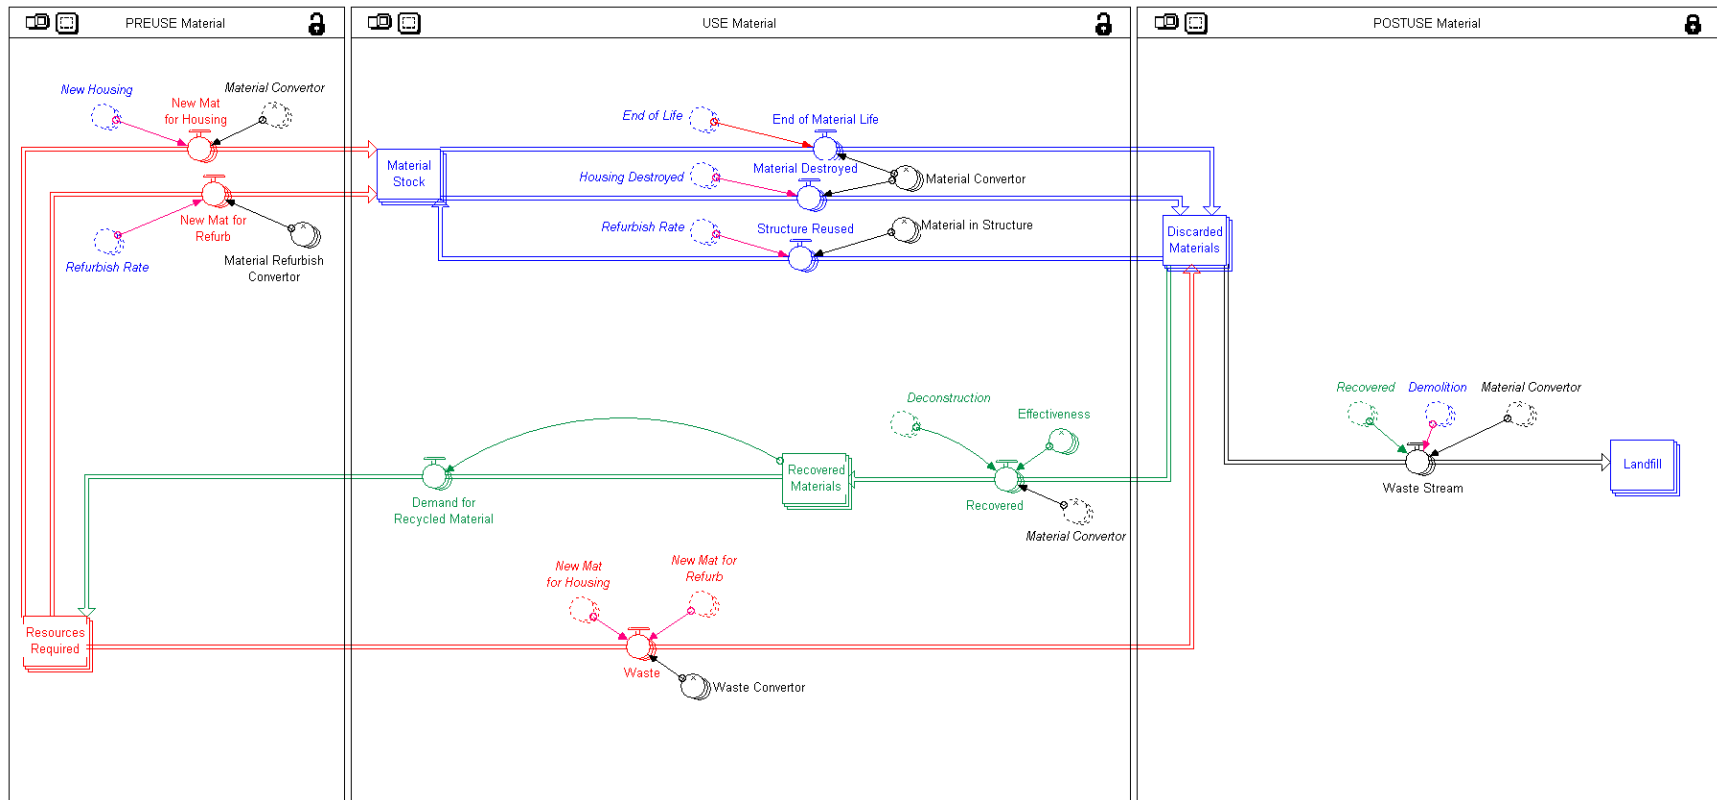 PREUSE Material
USE Material
POSTUSE Material
New Housing
Material Convertor
New Mat
for Housing
New Mat for
Refurb
Refurbish Rate
Material Refurbish
Convertor
Material
Stock
End of Life
End of Material Life
Material Destroyed
Housing Destroyed
Material Convertor
Refurbish Rate
Structure Reused
Material in Structure
Discarded
Materials
Deconstruction
Effectiveness
Recovered
Materials
Recovered
Material Convertor
Demand for
Recycled Material
Recovered
Demolition
Material Convertor
Waste Stream
Landfill
New Mat
for Housing
New Mat for
Refurb
Resources
Required
Waste
Waste Convertor